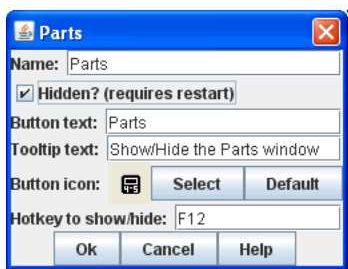 Parts
Name: Parts
Hidden? (requires restart)
Button text: Parts
Tooltip text: Show/Hide the Parts window
Button icon: Select Default
Hotkey to show/hide: F12
Ok Cancel Help